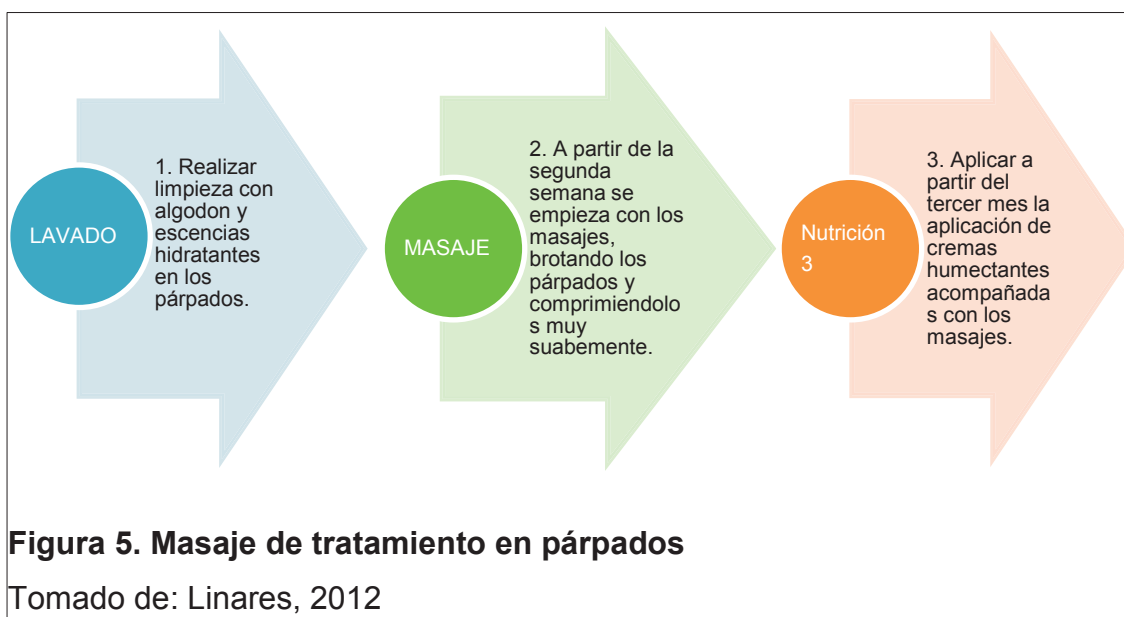 LAVADO
1. Realizar
limpieza con
algodon y
escencias
hidratantes
en los
párpados.
MASAJE
2. A partir de la
segunda
semana se
empieza con los
masajes,
brotando los
párpados y
comprimiendolo
s muy
suabemente.
Nutrición
3
3. Aplicar a
partir del
tercer mes la
aplicación de
cremas
humectantes
acompañada
s con los
masajes.
Figura 5. Masaje de tratamiento en párpados
Tomado de: Linares, 2012